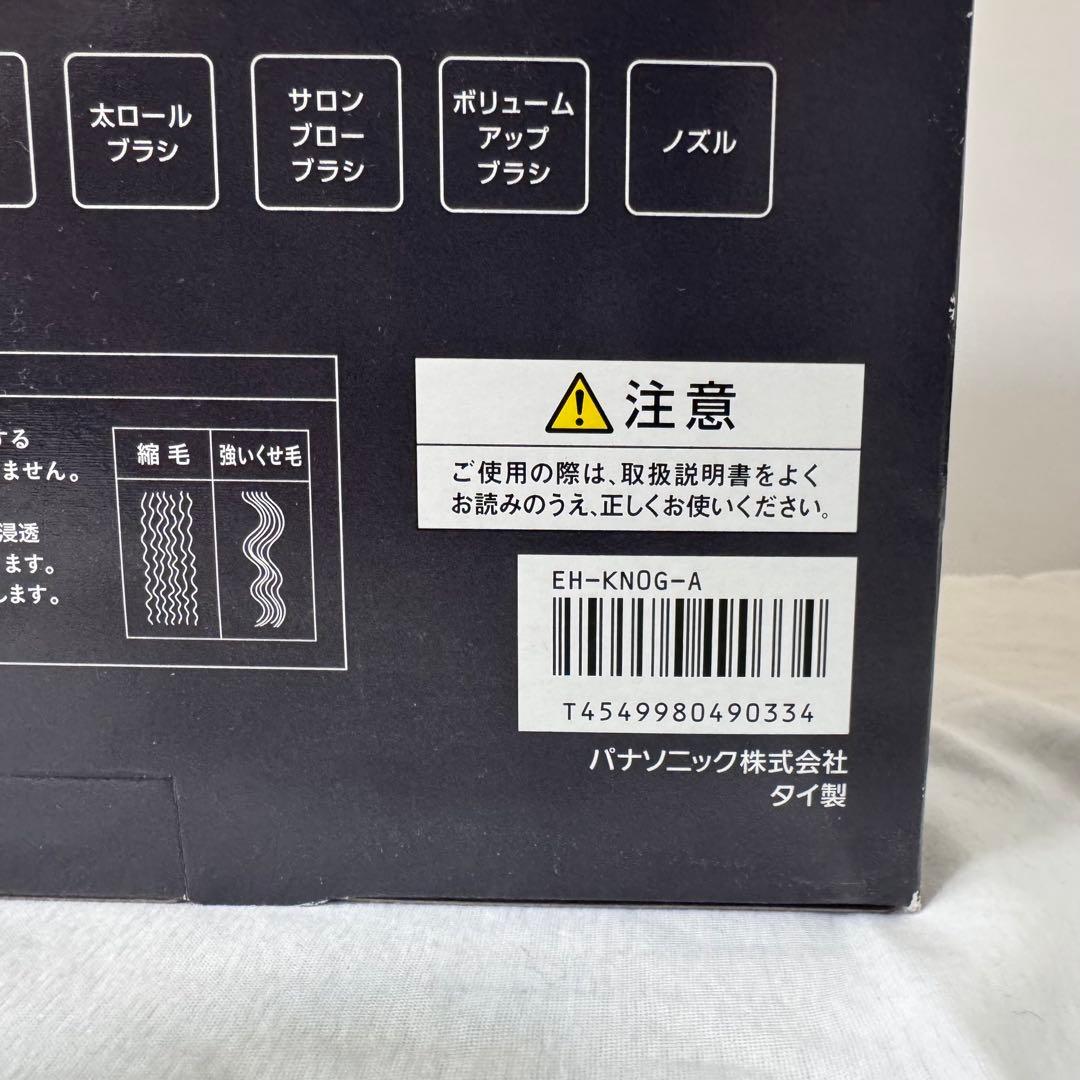 太ロール
ブラシ
サロン
ブロー
ブラシ
ボリューム
アップ
ブラシ
ノズル
する
ません。
浸透
ます。
します。
縮毛
強いくせ毛
注意
ご使用の際は、取扱説明書をよく
お読みのうえ、正しくお使いください。
EH-KN0G-A
T4549980490334
パナソニック株式会社
タイ製